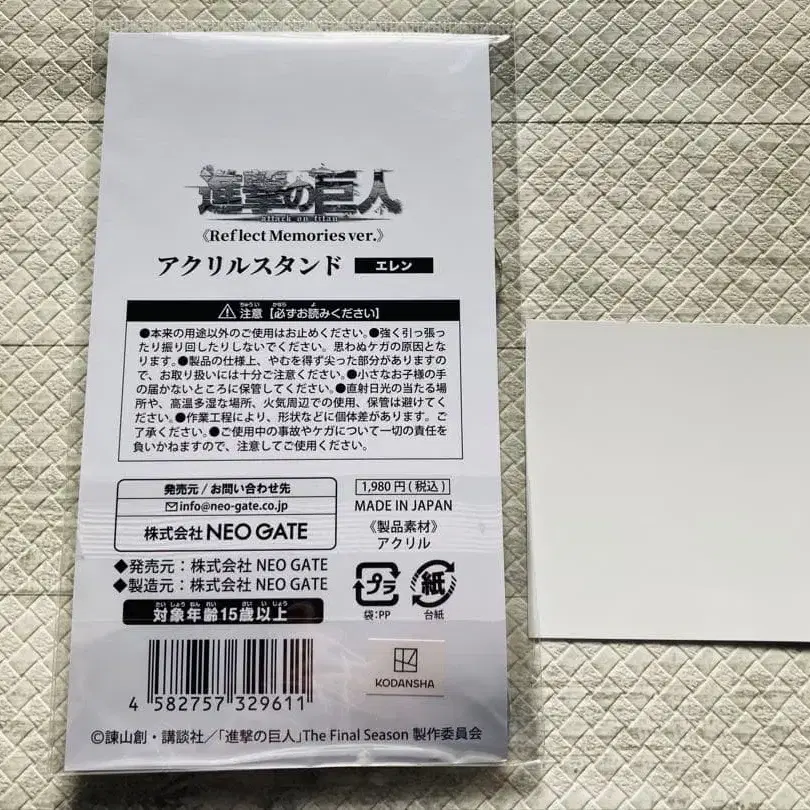 進撃の巨人
attack on titan
《Reflect Memories ver.》
アクリルスタンド エレン
注意【必ずお読みください】
●本来の用途以外のご使用はお止めください。●強く引っ張っ
たり振り回したりしないでください。思わぬケガの原因とな
ります。●製品の仕様上、やむを得ず尖った部分がありますの
で、お取り扱いには十分ご注意ください。●小さなお子様の手
の届かないところに保管してください。●直射日光の当たる場
所や、高温多湿な場所、火気周辺での使用、保管は避けてく
ださい。●作業工程により、形状などに個体差があります。ご
了承ください。●ご使用中の事故やケガについて一切の責任を
負いかねますので、注意してご使用ください。
発売元 / お問い合わせ先
info@neo-gate.co.jp
株式会社 NEO GATE
◆発売元：株式会社 NEO GATE
◆製造元：株式会社 NEO GATE
たいしょうねんれい さいいじょう
対象年齢15歳以上
1,980円(税込)
MADE IN JAPAN
《製品素材》
アクリル
プラ
袋:PP
紙
台紙
4 582757 329611
KODANSHA
©諫山創・講談社／「進撃の巨人」The Final Season 製作委員会